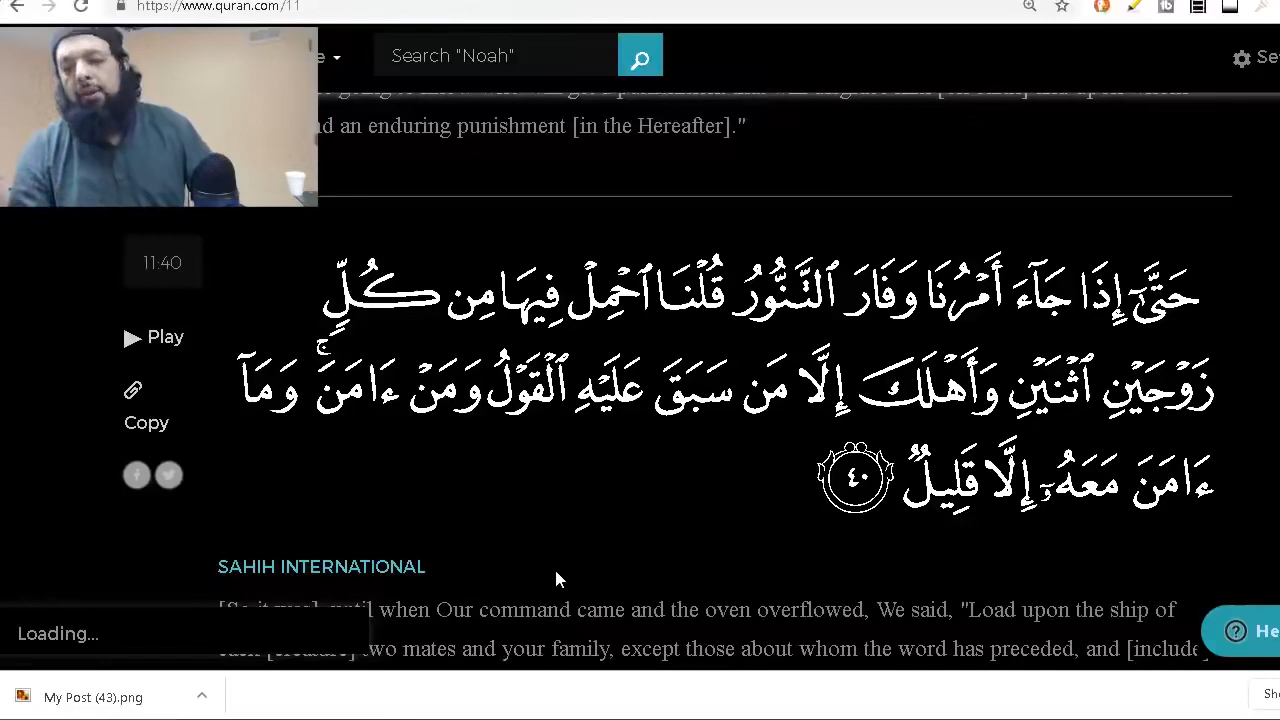 https://www.quran.com/11
Search "Noah"
an enduring punishment [in the Hereafter]."
11:40
Play
Copy
حَتَّىٰٓ إِذَا جَآءَ أَمْرُنَا وَفَارَ ٱلتَّنُّورُ قُلْنَا ٱحْمِلْ فِيهَا مِن كُلٍّ
زَوْجَيْنِ ٱثْنَيْنِ وَأَهْلَكَ إِلَّا مَن سَبَقَ عَلَيْهِ ٱلْقَوْلُ وَمَنْ ءَامَنَ ۚ وَمَآ
ءَامَنَ مَعَهُۥٓ إِلَّا قَلِيلٌ ٤٠
SAHIH INTERNATIONAL
when Our command came and the oven overflowed, We said, "Load upon the ship of
two mates and your family, except those about whom the word has preceded, and [include
Loading...
My Post (43).png